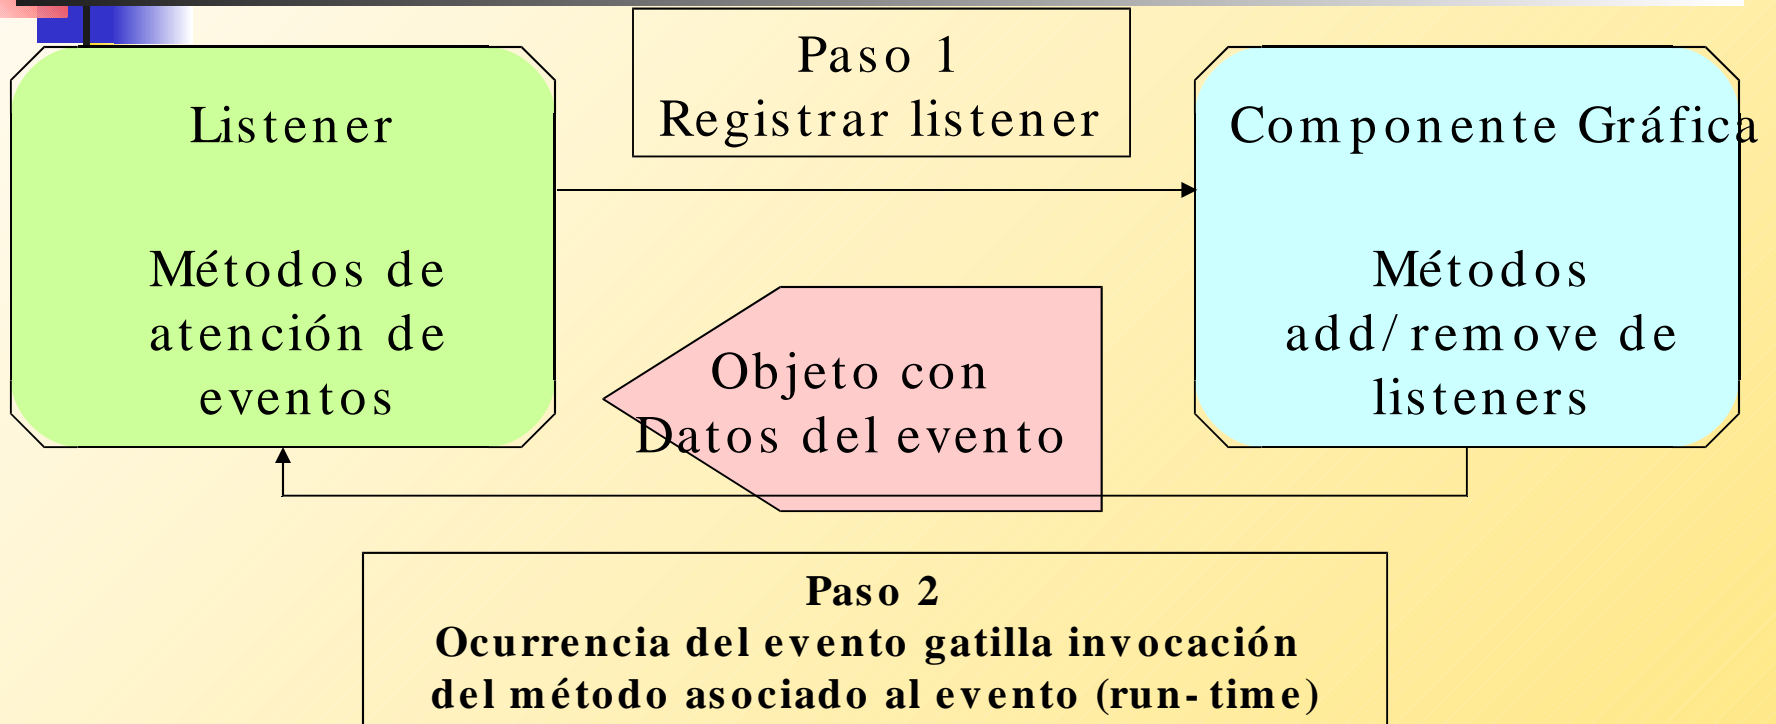 Paso 1
Registrar listener
Listener
Métodos de
atención de
eventos
Componente Gráfica
Métodos
add/remove de
listeners
Objeto con
Datos del evento
Paso 2
Ocurrencia del evento gatilla invocación
del método asociado al evento (run-time)